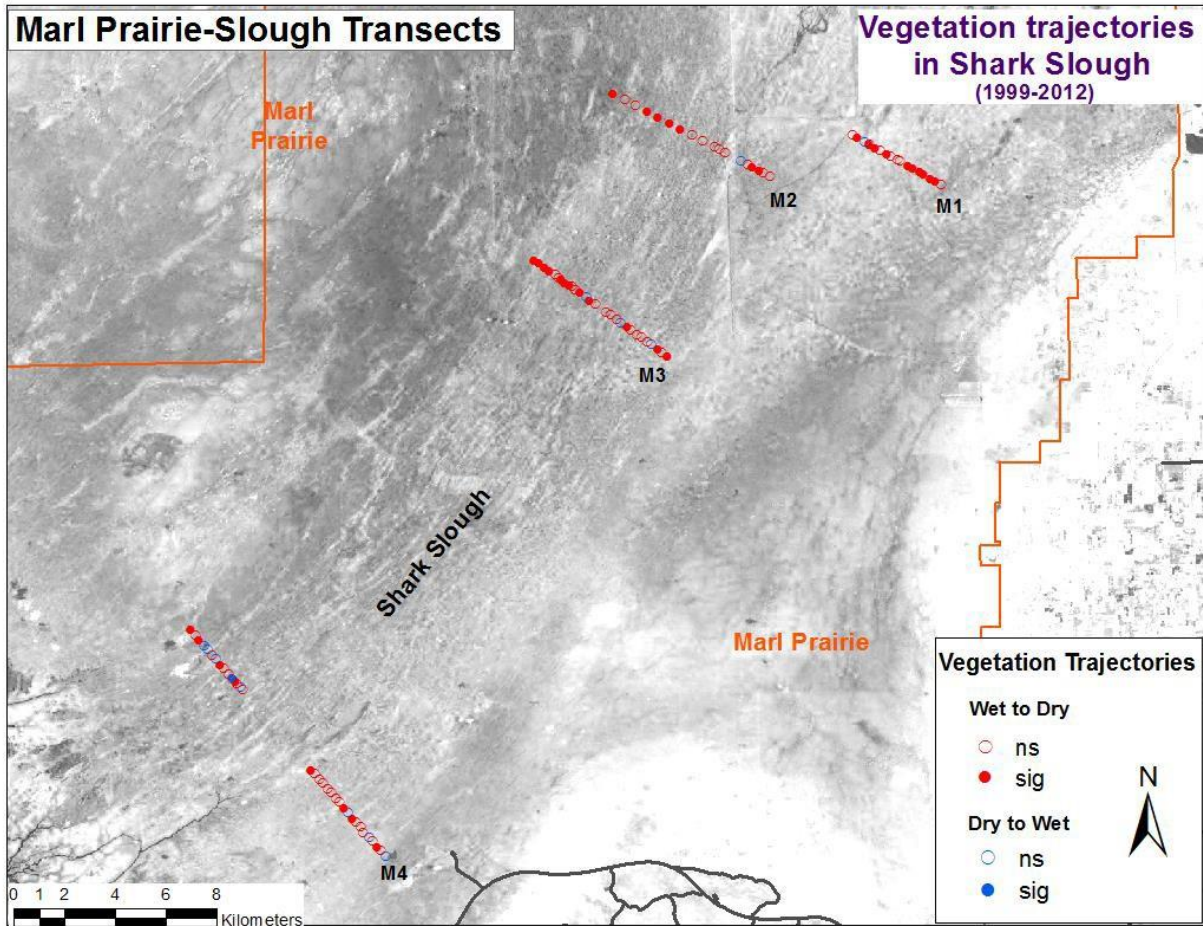 Marl Prairie-Slough Transects
Vegetation trajectories
in Shark Slough
(1999-2012)
Marl
Prairie
M2
M1
M3
Shark Slough
Marl Prairie
M4
0 1 2 4 6 8
Kilometers
Vegetation Trajectories
Wet to Dry
ns
sig
N
Dry to Wet
ns
sig